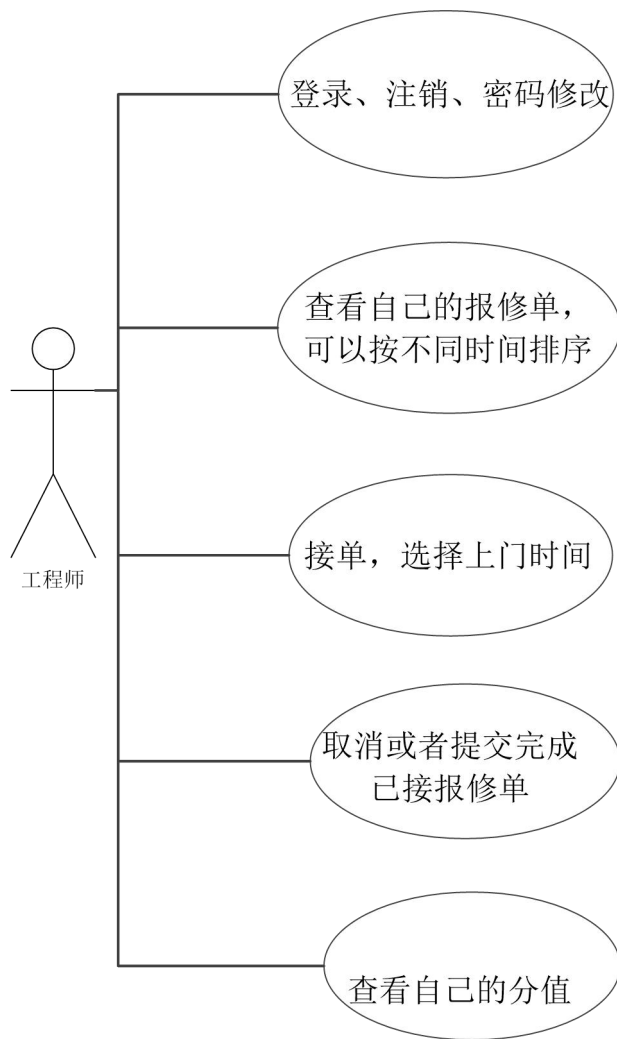 登录、注销、密码修改
查看自己的报修单，
可以按不同时间排序
工程师
接单，选择上门时间
取消或者提交完成
已接报修单
查看自己的分值